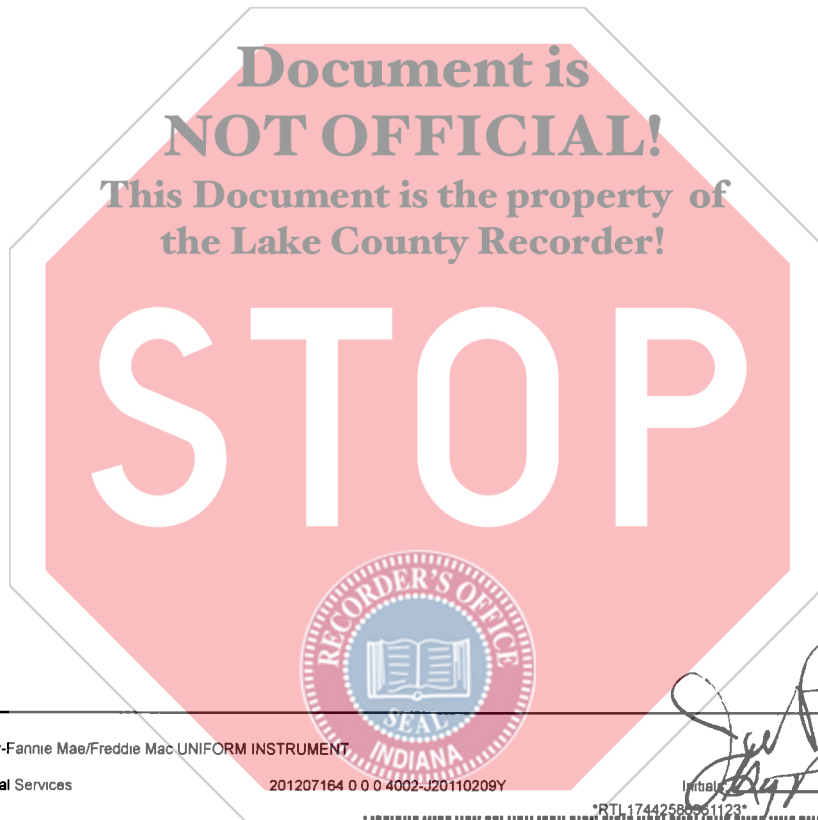 Document is
NOT OFFICIAL!
This Document is the property of
the Lake County Recorder!
STOP
RECORDER'S OFFICE
SEAL
INDIANA
-Fannie Mae/Freddie Mac UNIFORM INSTRUMENT
al Services 201207164 0 0 0 4002-J20110209Y Initials: